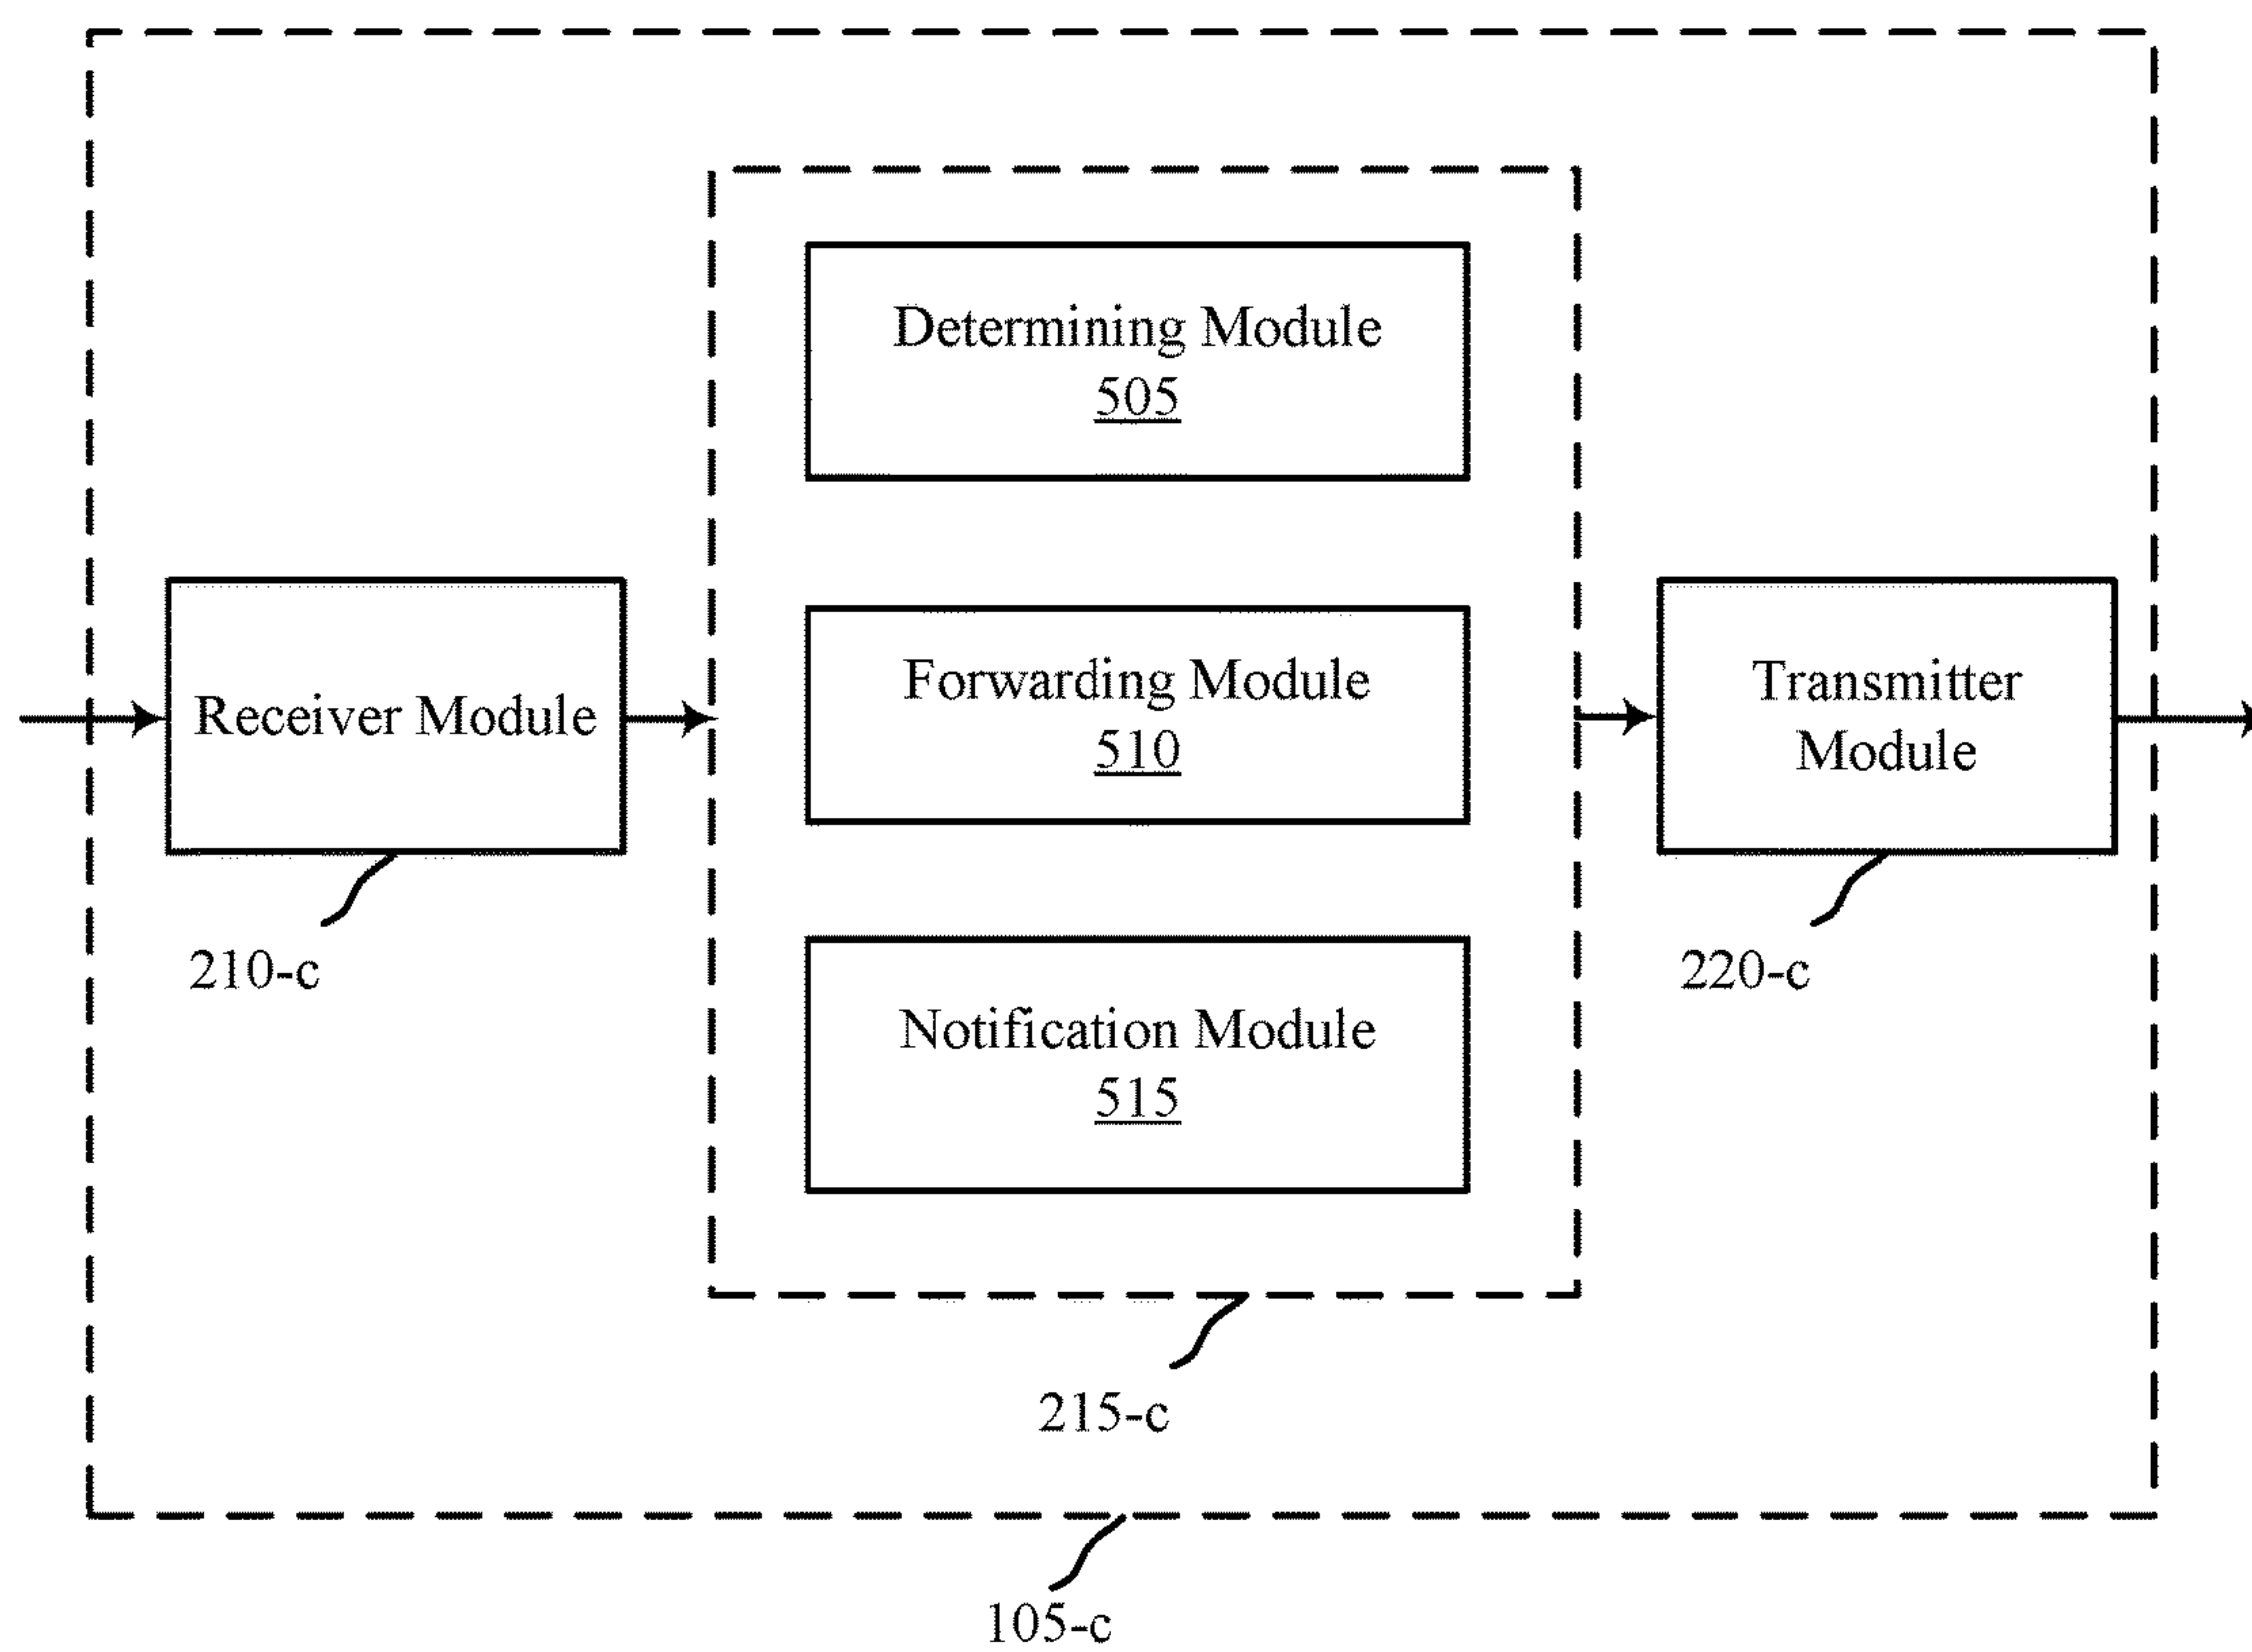 Determining Module
505
Receiver Module
210-c
Forwarding Module
510
Transmitter
Module
220-c
Notification Module
515
215-c
105-c